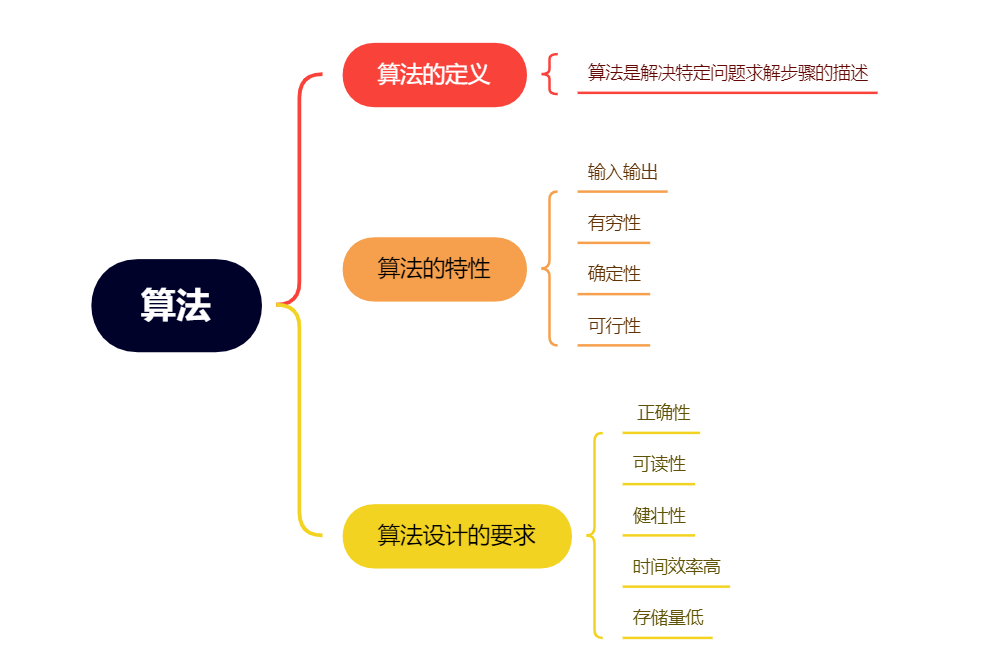 算法
算法的定义
算法是解决特定问题求解步骤的描述
算法的特性
输入输出
有穷性
确定性
可行性
算法设计的要求
正确性
可读性
健壮性
时间效率高
存储量低